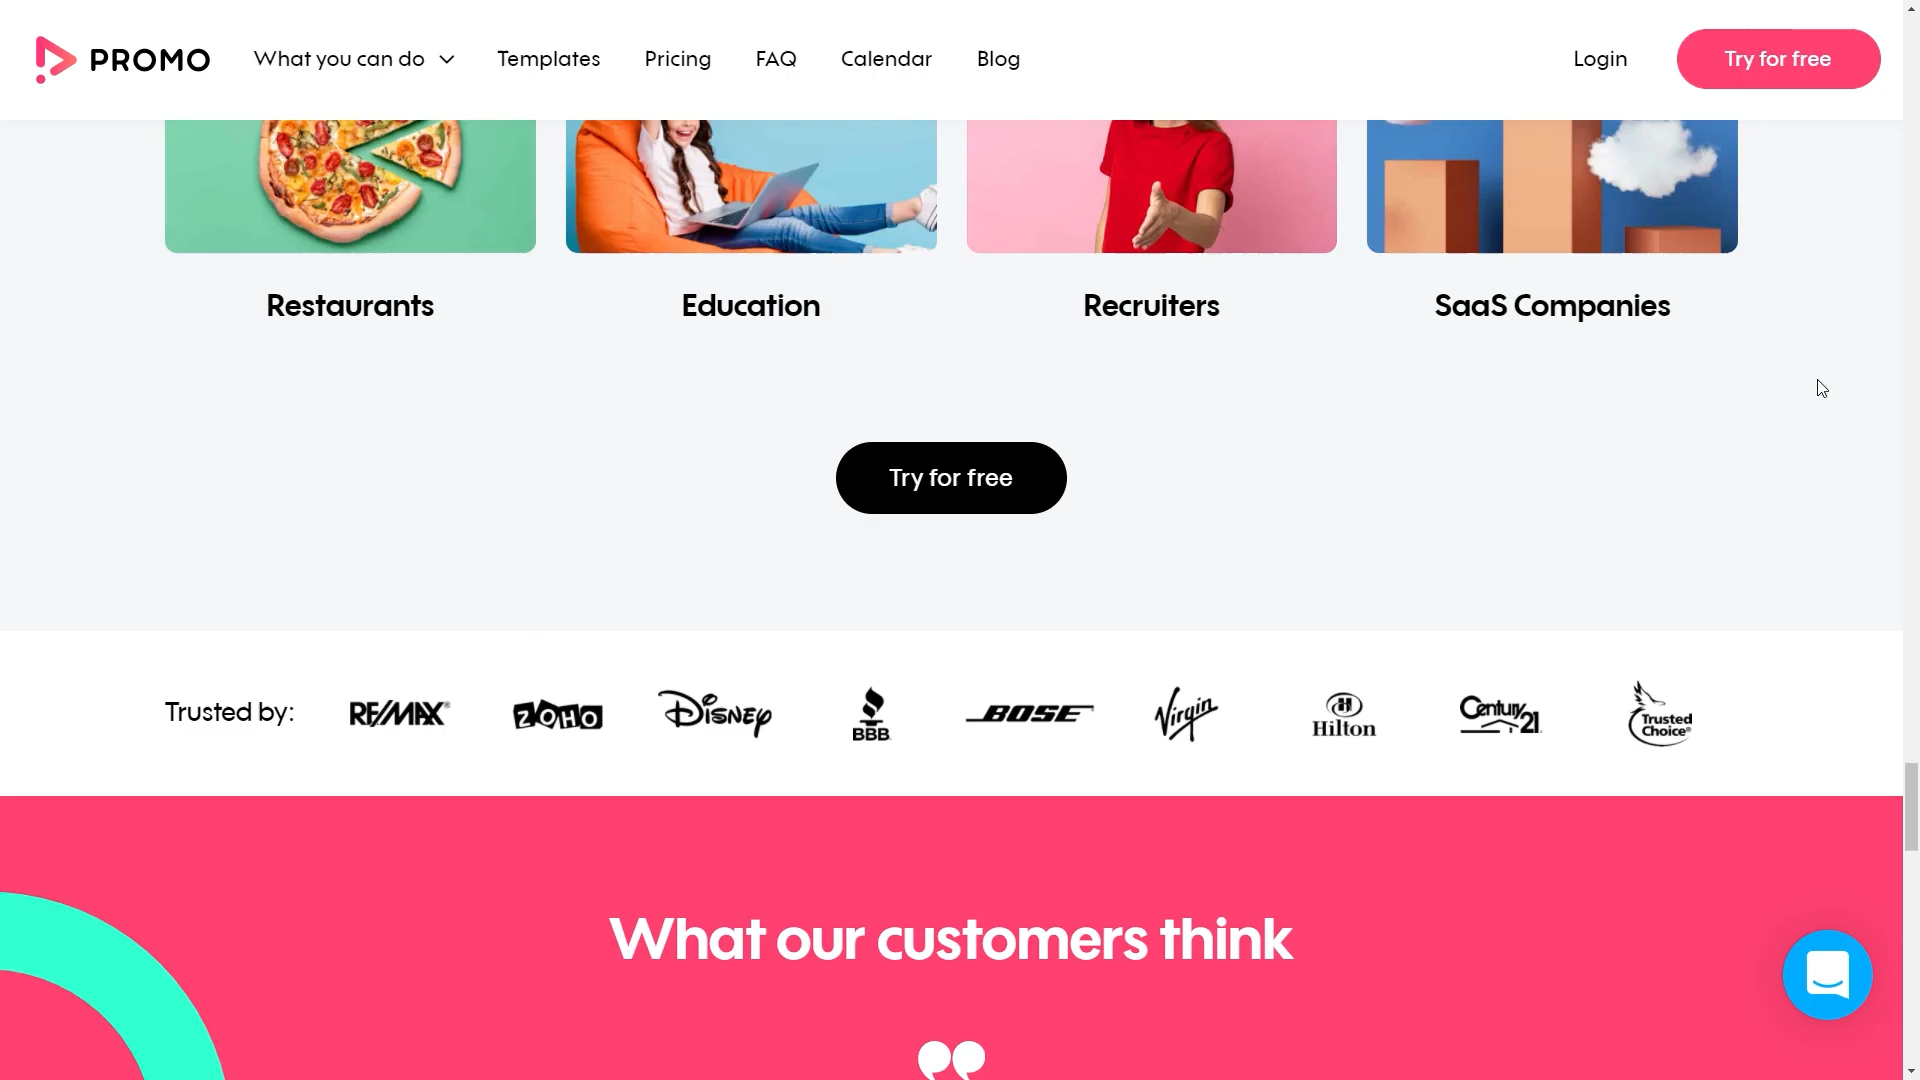 PROMO
What you can do
Templates
Pricing
FAQ
Calendar
Blog
Login
Try for free
Restaurants
Education
Recruiters
SaaS Companies
Try for free
Trusted by:
RE/MAX®
ZOHO
DISNEY
BBB
BOSE
Virgin
H
Hilton
Century 21
Trusted
Choice®
What our customers think